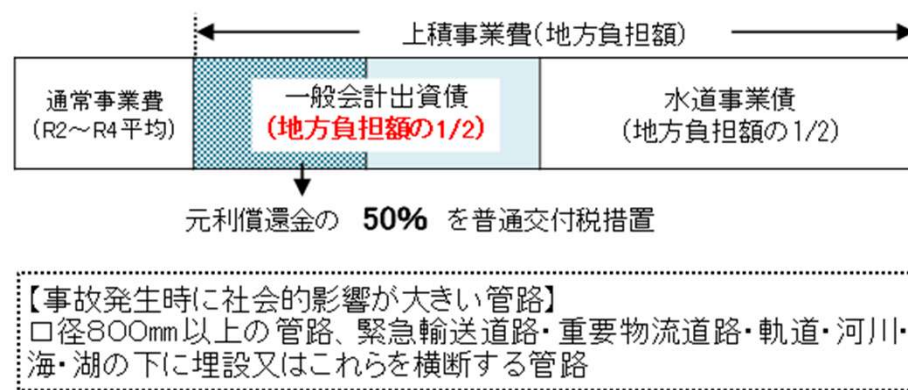 上積事業費(地方負担額)
通常事業費
(R2～R4平均)
一般会計出資債
(地方負担額の1/2)
水道事業債
(地方負担額の1/2)
元利償還金の 50% を普通交付税措置
【事故発生時に社会的影響が大きい管路】
口径800mm以上の管路、緊急輸送道路・重要物流道路・軌道・河川・
海・湖の下に埋設又はこれらを横断する管路